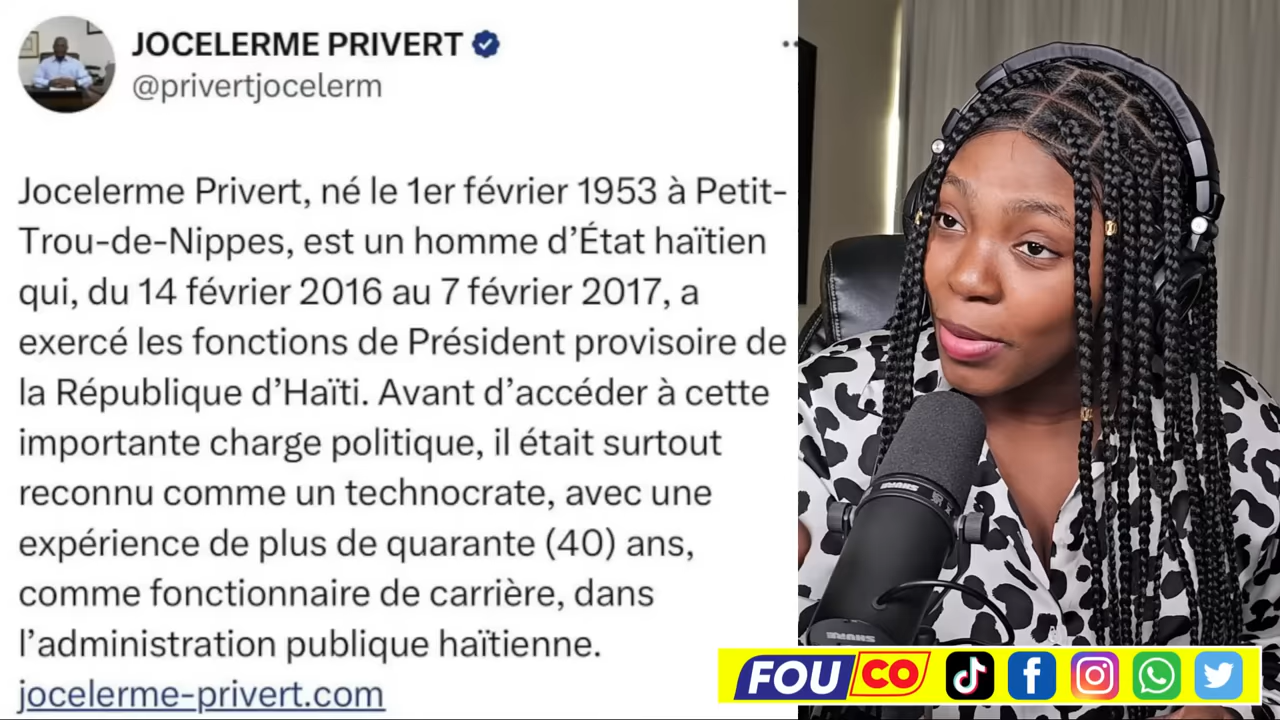 JOCELERME PRIVERT
@privertjocelerm
Jocelerme Privert, né le 1er février 1953 à Petit-
Trou-de-Nippes, est un homme d’État haïtien
qui, du 14 février 2016 au 7 février 2017, a
exercé les fonctions de Président provisoire de
la République d’Haïti. Avant d’accéder à cette
importante charge politique, il était surtout
reconnu comme un technocrate, avec une
expérience de plus de quarante (40) ans,
comme fonctionnaire de carrière, dans
l’administration publique haïtienne.
jocelerme-privert.com
SHURE
SHURE
FOUCO